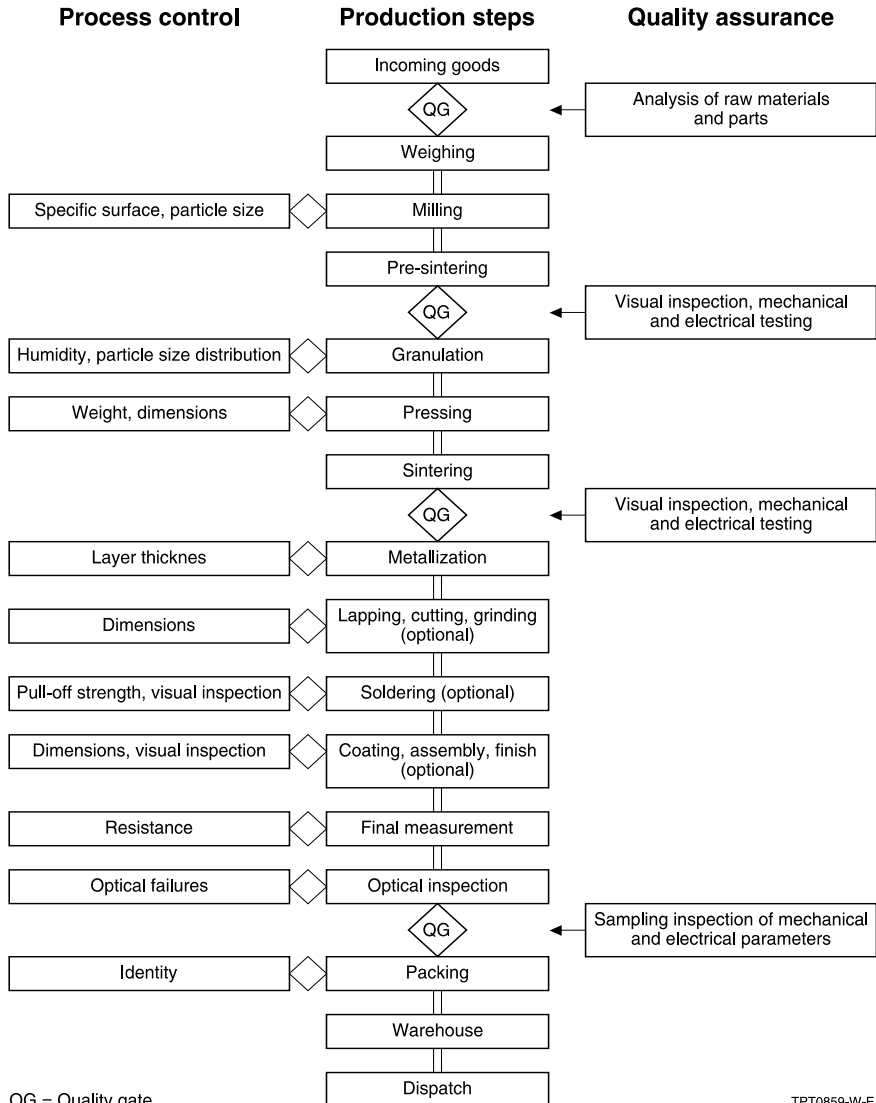 Process control
Production steps
Quality assurance
Incoming goods
QG
Analysis of raw materials
and parts
Weighing
Specific surface, particle size
Milling
Pre-sintering
QG
Visual inspection, mechanical
and electrical testing
Humidity, particle size distribution
Granulation
Weight, dimensions
Pressing
Sintering
QG
Visual inspection, mechanical
and electrical testing
Layer thicknes
Metallization
Dimensions
Lapping, cutting, grinding
(optional)
Pull-off strength, visual inspection
Soldering (optional)
Dimensions, visual inspection
Coating, assembly, finish
(optional)
Resistance
Final measurement
Optical failures
Optical inspection
QG
Sampling inspection of mechanical
and electrical parameters
Identity
Packing
Warehouse
Dispatch
QG = Quality gate
TPT0859-W-E